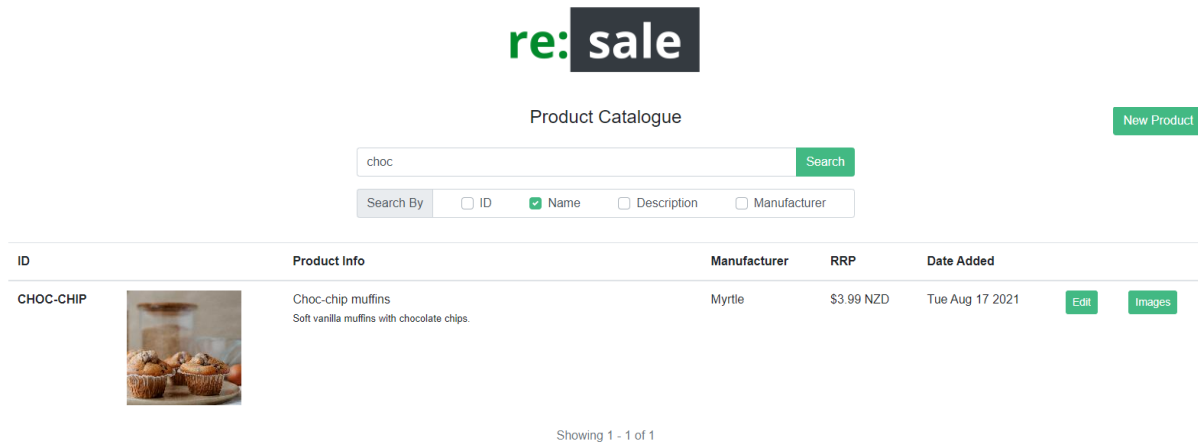 re: sale
Product Catalogue
New Product
choc
Search
Search By ID Name Description Manufacturer
ID Product Info Manufacturer RRP Date Added
CHOC-CHIP Choc-chip muffins Myrtle $3.99 NZD Tue Aug 17 2021 Edit Images
Soft vanilla muffins with chocolate chips.
Showing 1 - 1 of 1